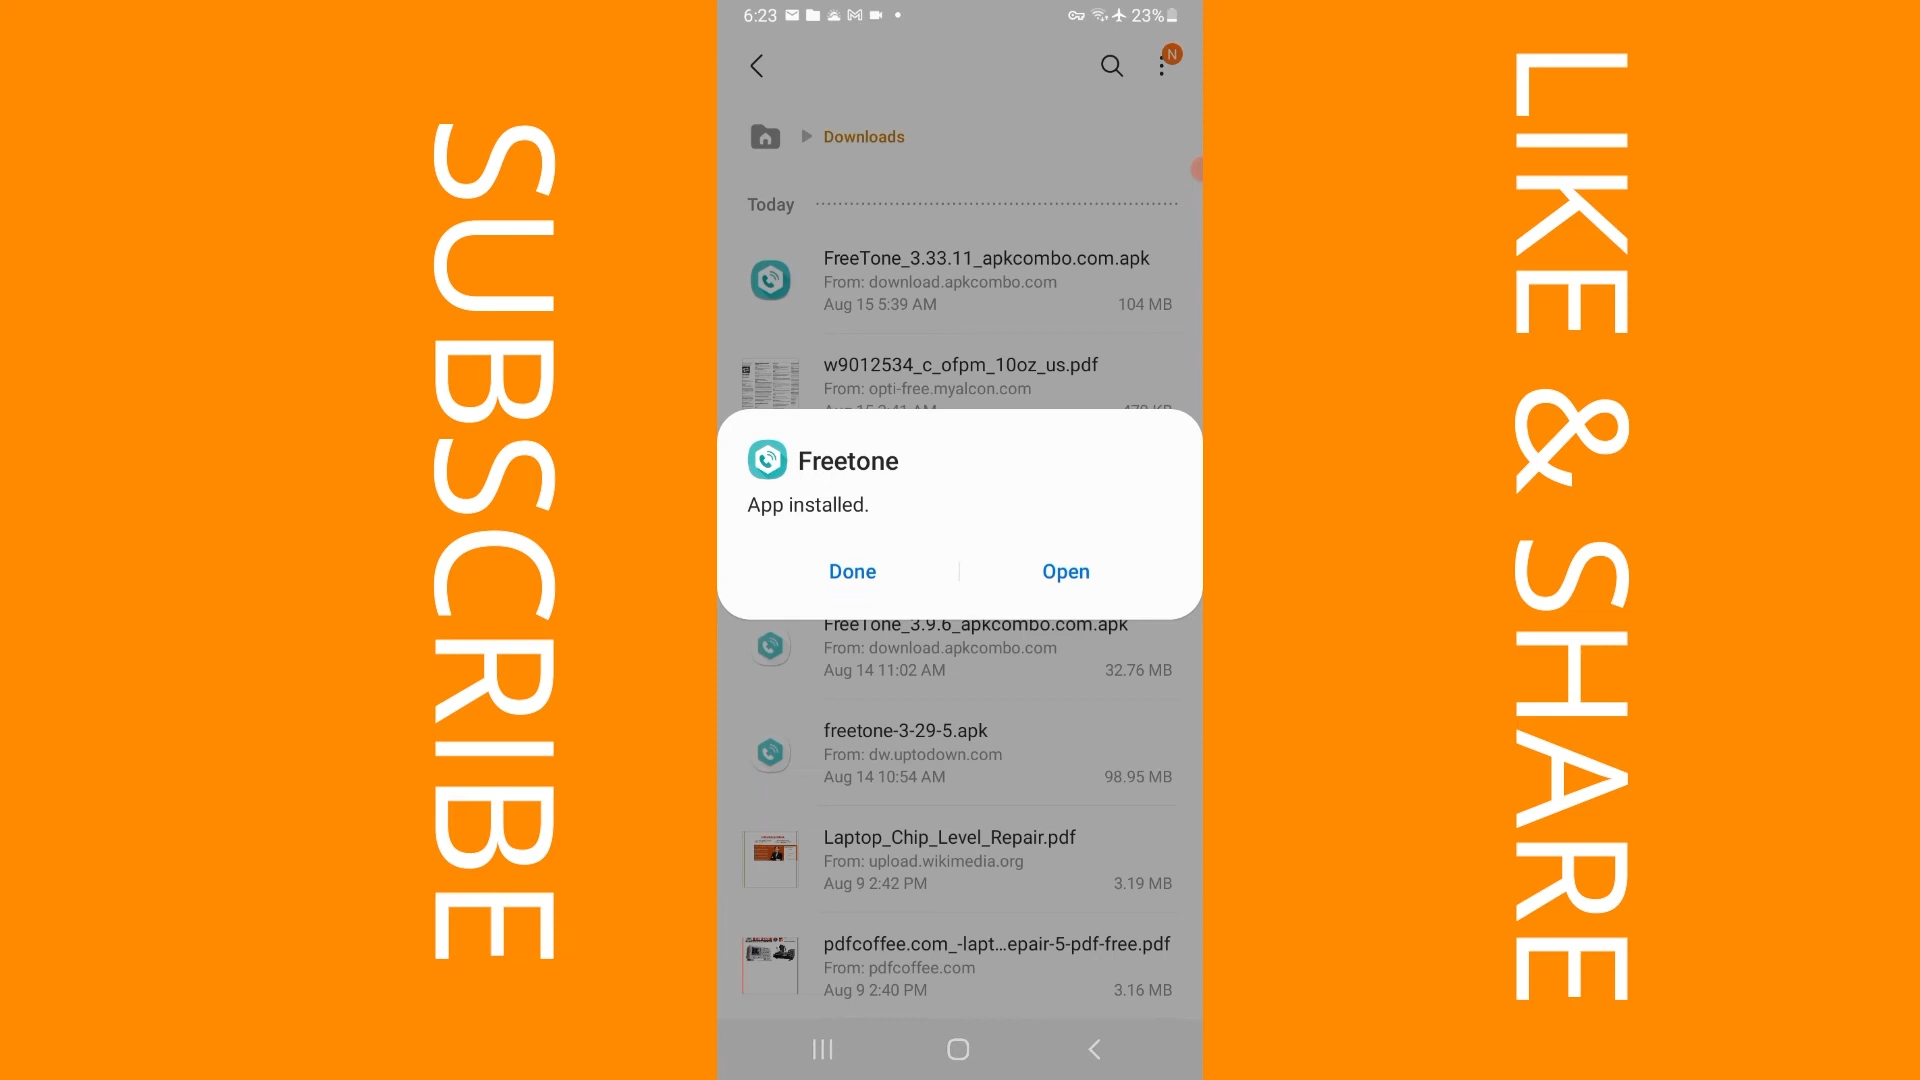 SUBSCRIBE
6:23
23%
N
Downloads
Today
FreeTone_3.33.11_apkcombo.com.apk
From: download.apkcombo.com
Aug 15 5:39 AM 104 MB
w9012534_c_ofpm_10oz_us.pdf
From: opti-free.myalcon.com
Freetone
App installed.
Done Open
FreeTone_3.9.6_apkcombo.com.apk
From: download.apkcombo.com
Aug 14 11:02 AM 32.76 MB
freetone-3-29-5.apk
From: dw.uptodown.com
Aug 14 10:54 AM 98.95 MB
Laptop_Chip_Level_Repair.pdf
From: upload.wikimedia.org
Aug 9 2:42 PM 3.19 MB
pdfcoffee.com_-lapt...epair-5-pdf-free.pdf
From: pdfcoffee.com
Aug 9 2:40 PM 3.16 MB
LIKE & SHARE